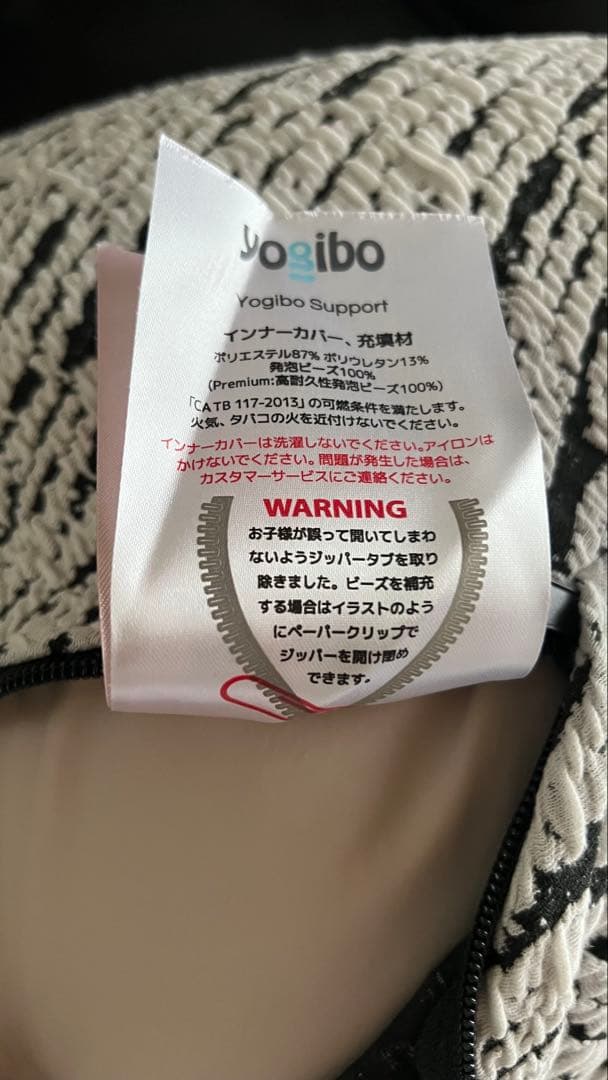 yogibo
Yogibo Support
インナーカバー、充填材
ポリエステル87% ポリウレタン13%
発泡ビーズ100%
(Premium:高耐久性発泡ビーズ100%)
「CA TB 117-2013」の可燃条件を満たします。
火気、タバコの火を近付けないでください。
インナーカバーは洗濯しないでください。アイロンは
かけないでください。問題が発生した場合は、
カスタマーサービスにご連絡ください。
WARNING
お子様が誤って開いてしまわ
ないようジッパータブを取り
除きました。ビーズを補充
する場合はイラストのよう
にペーパークリップで
ジッパーを開け閉め
できます。